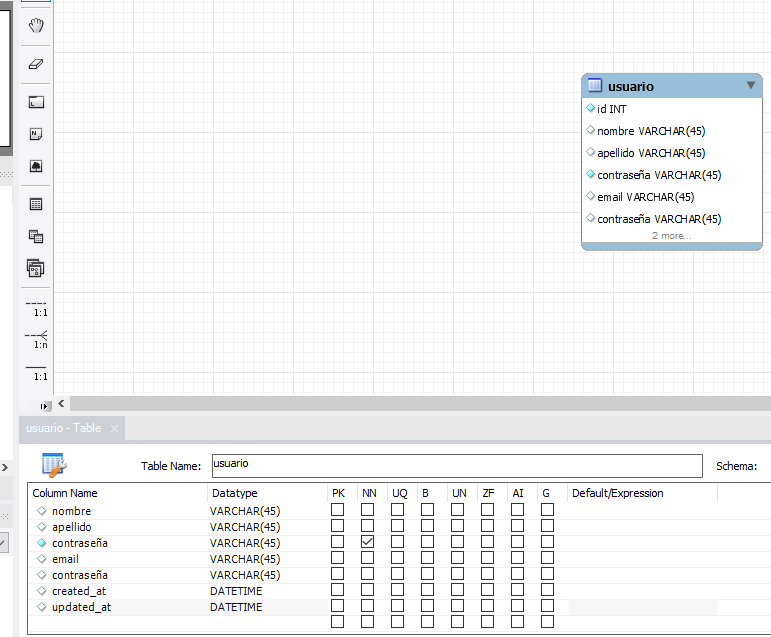 usuario
id INT
nombre VARCHAR(45)
apellido VARCHAR(45)
contraseña VARCHAR(45)
email VARCHAR(45)
contraseña VARCHAR(45)
2 more...
1:1
1:n
1:1
usuario - Table
Table Name: usuario Schema:
Column Name Datatype PK NN UQ B UN ZF AI G Default/Expression
nombre VARCHAR(45)
apellido VARCHAR(45)
contraseña VARCHAR(45)
email VARCHAR(45)
contraseña VARCHAR(45)
created_at DATETIME
updated_at DATETIME